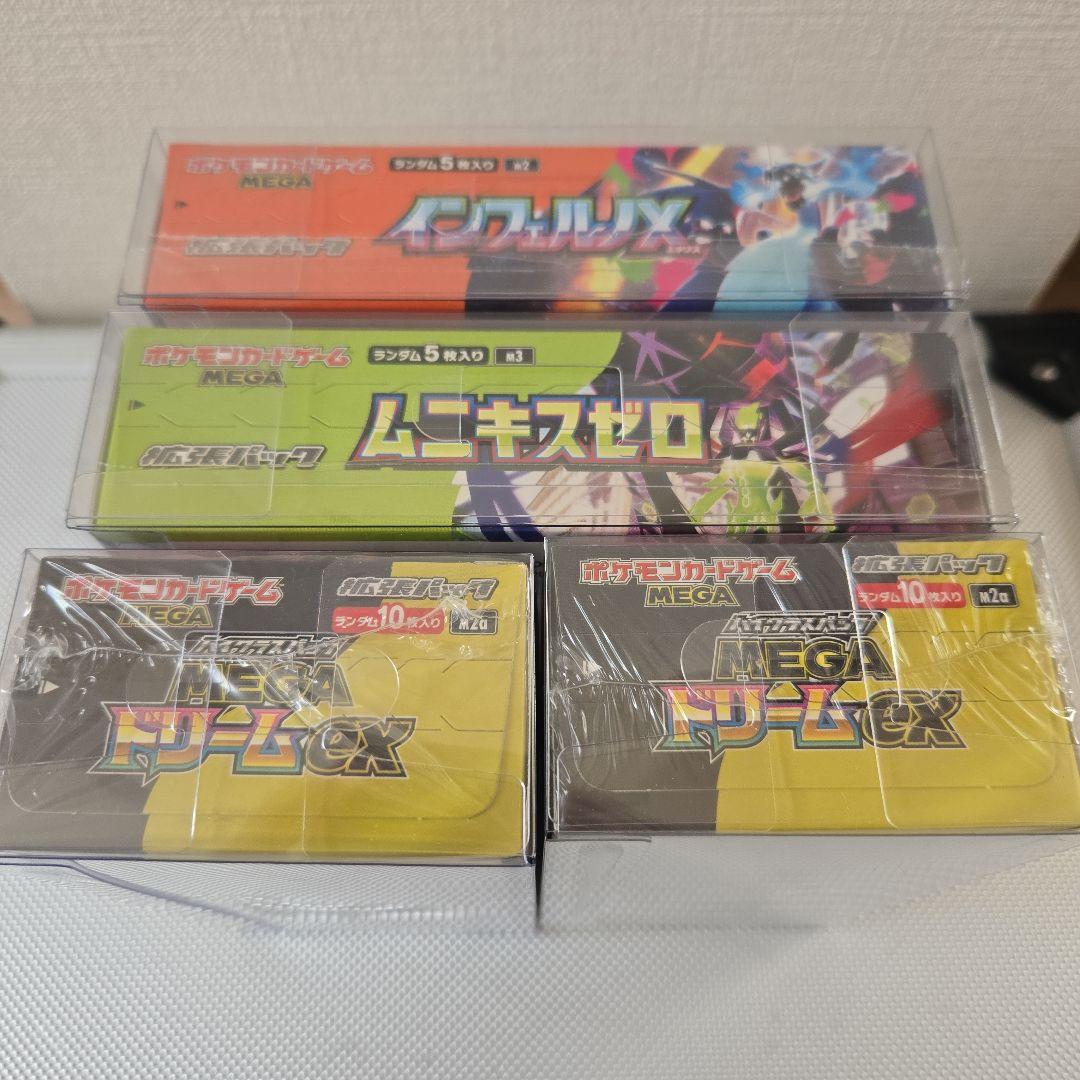 ポケモンカードゲーム
MEGA
ランダム5枚入り M2
拡張パック
インフェルノX
ポケモンカードゲーム
MEGA
ランダム5枚入り M3
拡張パック
ムニキスゼロ
ポケモンカードゲーム
MEGA
拡張パック
ランダム10枚入り M2a
ハイクラスパック
MEGA
ドリームex
ポケモンカードゲーム
MEGA
拡張パック
ランダム10枚入り M2a
ハイクラスパック
MEGA
ドリームex